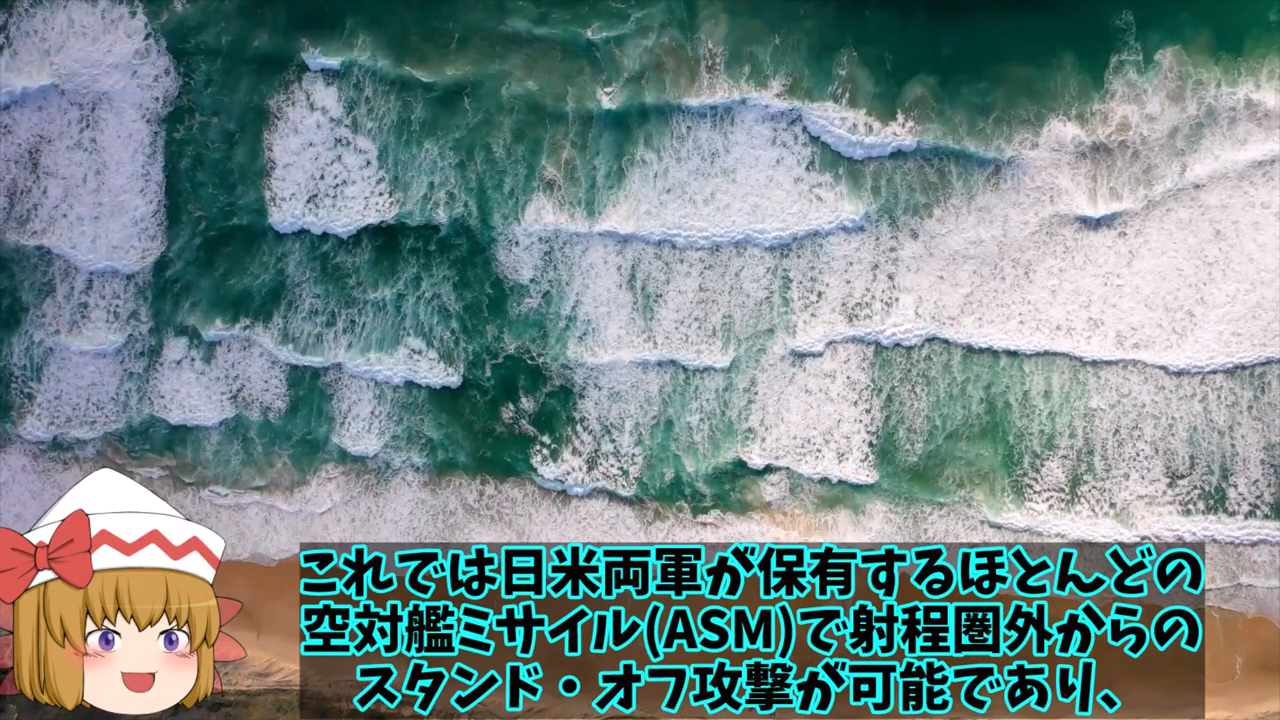 これでは日米両軍が保有するほとんどの
空対艦ミサイル(ASM)で射程圏外からの
スタンド・オフ攻撃が可能であり、